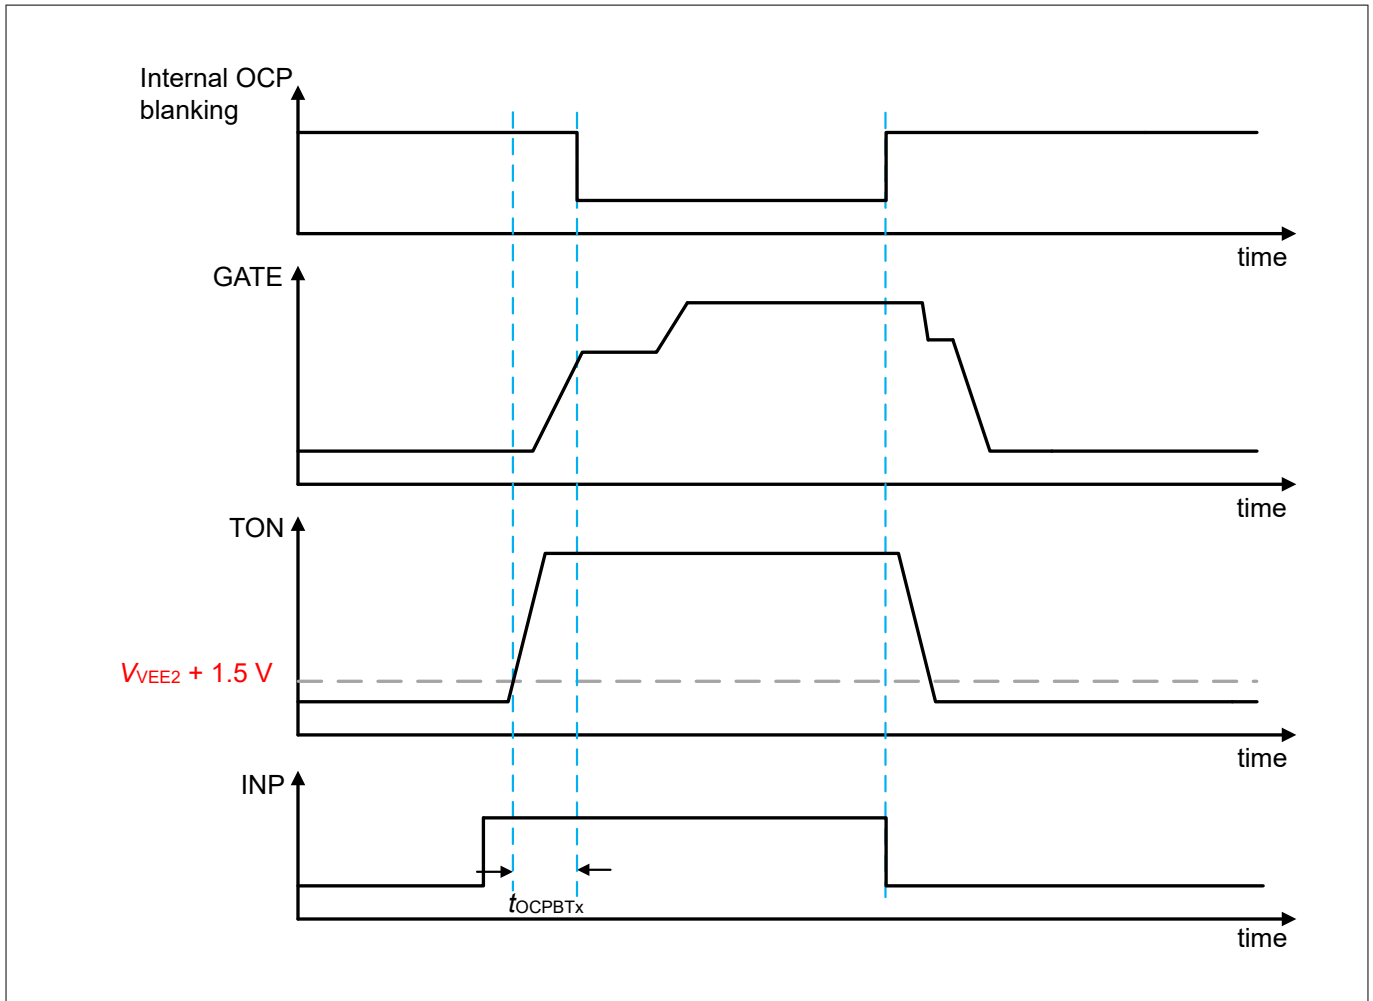 Internal OCP
blanking
time
GATE
time
TON
VVEE2 + 1.5 V
time
INP
tOCPBTx
time